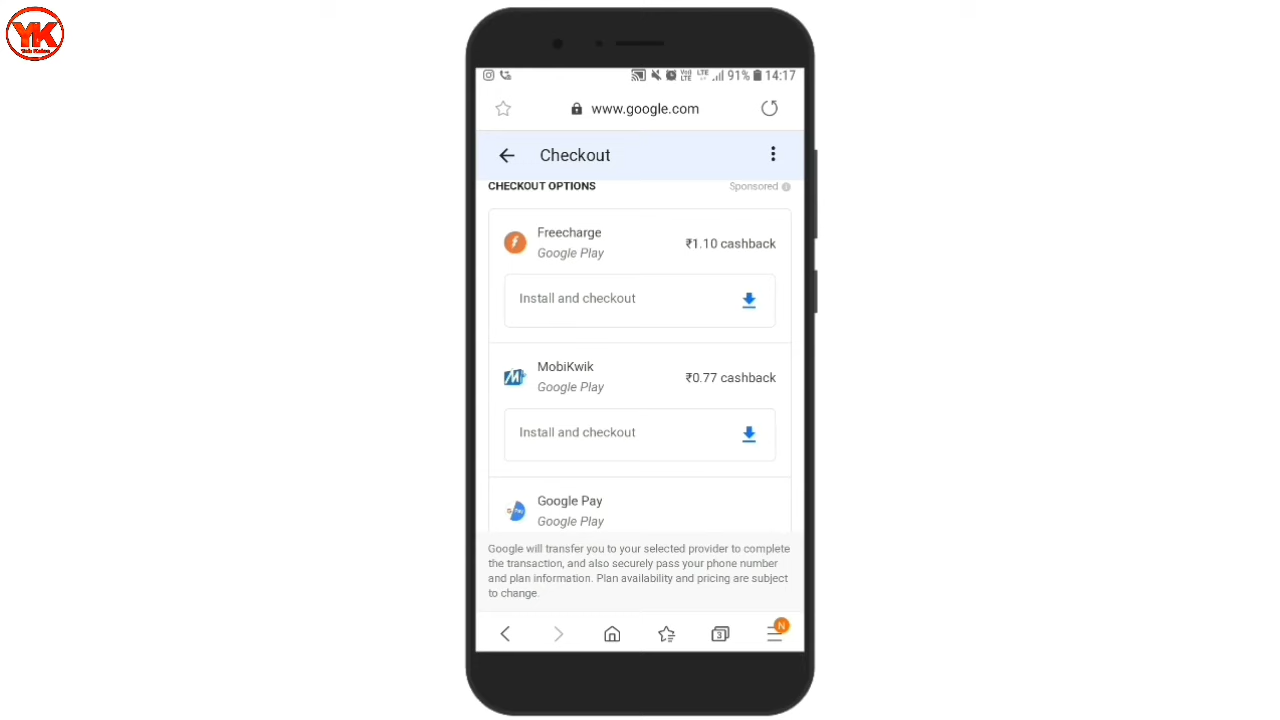 YK
91% 14:17
www.google.com
Checkout
CHECKOUT OPTIONS Sponsored
Freecharge
Google Play
₹1.10 cashback
Install and checkout
MobiKwik
Google Play
₹0.77 cashback
Install and checkout
Google Pay
Google Play
Google will transfer you to your selected provider to complete
the transaction, and also securely pass your phone number
and plan information. Plan availability and pricing are subject
to change.
3
N